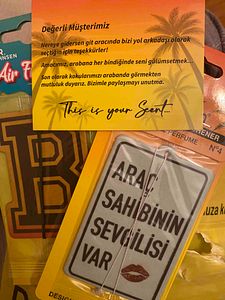 Değerli Müşterimiz
Nereye gidersen git aracında bizi yol arkadaşı olarak
seçtiğin için teşekkürler!
Amacımız, arabana her bindiğinde seni gülümsetmek...
Son olarak kokularımızı arabanda görmekten
mutluluk duyarız. Bizimle paylaşmayı unutma.
This is your Scent.
Air F
B
PERFUME
N°4
ARAÇ
SAHİBİNİN
SEVGİLİSİ
VAR